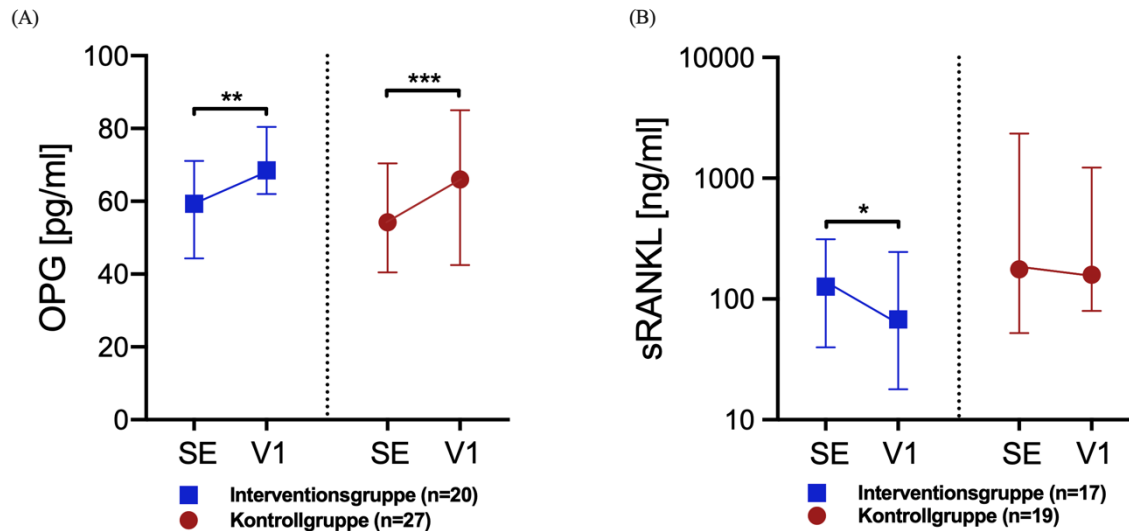 (A)
OPG [pg/ml]
100
80
60
40
20
0
**
***
SE V1 SE V1
Interventionsgruppe (n=20)
Kontrollgruppe (n=27)
(B)
sRANKL [ng/ml]
10000
1000
100
10
*
SE V1 SE V1
Interventionsgruppe (n=17)
Kontrollgruppe (n=19)